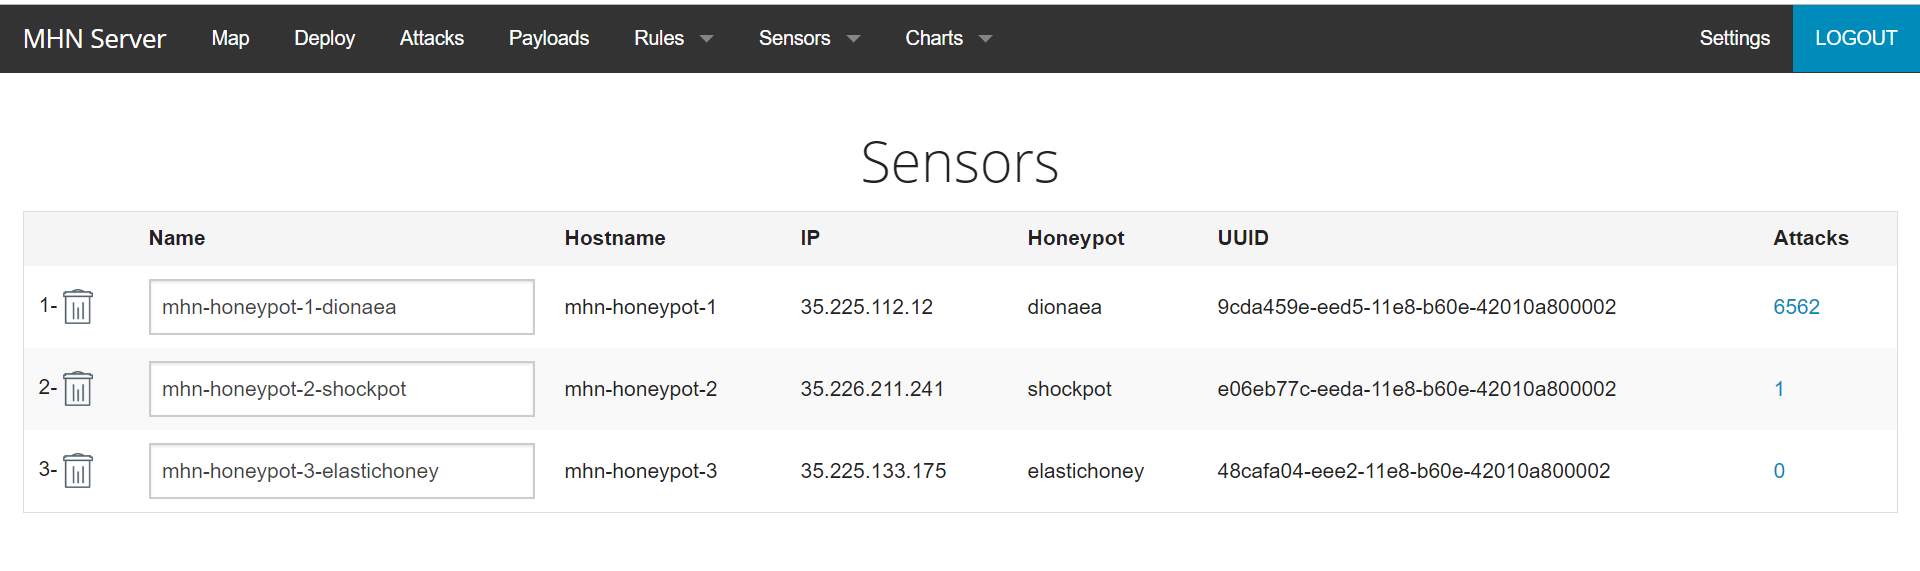 MHN Server Map Deploy Attacks Payloads Rules Sensors Charts Settings LOGOUT
Sensors
Name Hostname IP Honeypot UUID Attacks
1- mhn-honeypot-1-dionaea mhn-honeypot-1 35.225.112.12 dionaea 9cda459e-eed5-11e8-b60e-42010a800002 6562
2- mhn-honeypot-2-shockpot mhn-honeypot-2 35.226.211.241 shockpot e06eb77c-eeda-11e8-b60e-42010a800002 1
3- mhn-honeypot-3-elastichoney mhn-honeypot-3 35.225.133.175 elastichoney 48cafa04-eee2-11e8-b60e-42010a800002 0